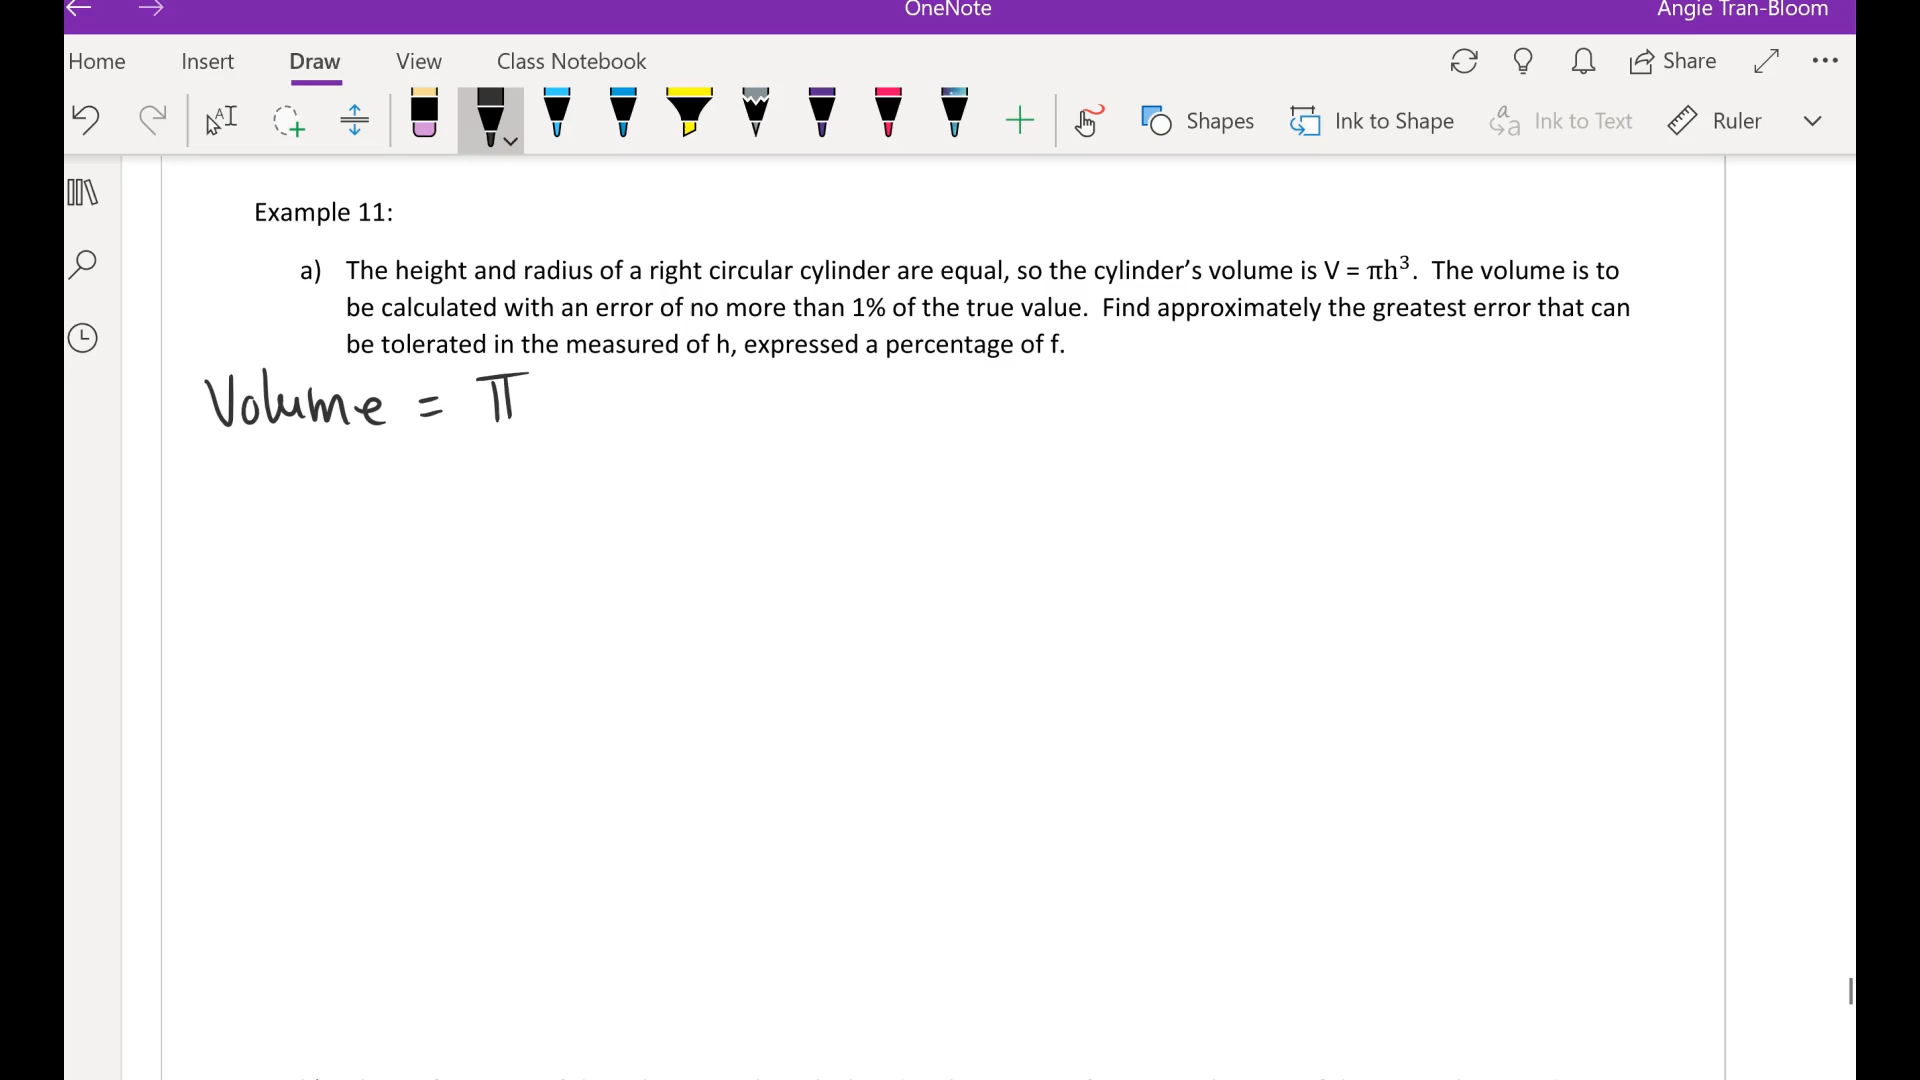 OneNote
Angie Tran-Bloom
Home Insert Draw View Class Notebook
Share
Shapes Ink to Shape Ink to Text Ruler
Example 11:
a) The height and radius of a right circular cylinder are equal, so the cylinder’s volume is V = πh³. The volume is to
be calculated with an error of no more than 1% of the true value. Find approximately the greatest error that can
be tolerated in the measured of h, expressed a percentage of f.
Volume = π